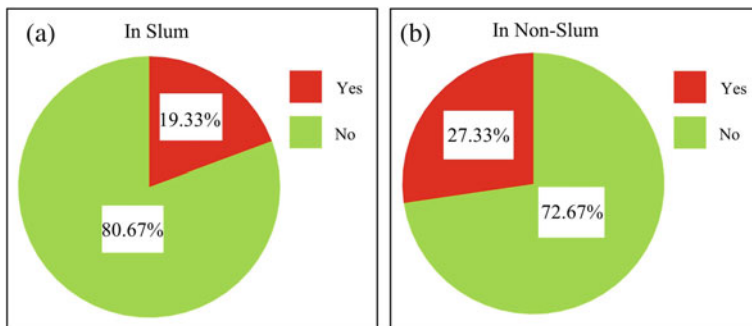 (a)
In Slum
Yes
No
19.33%
80.67%
(b)
In Non-Slum
Yes
No
27.33%
72.67%